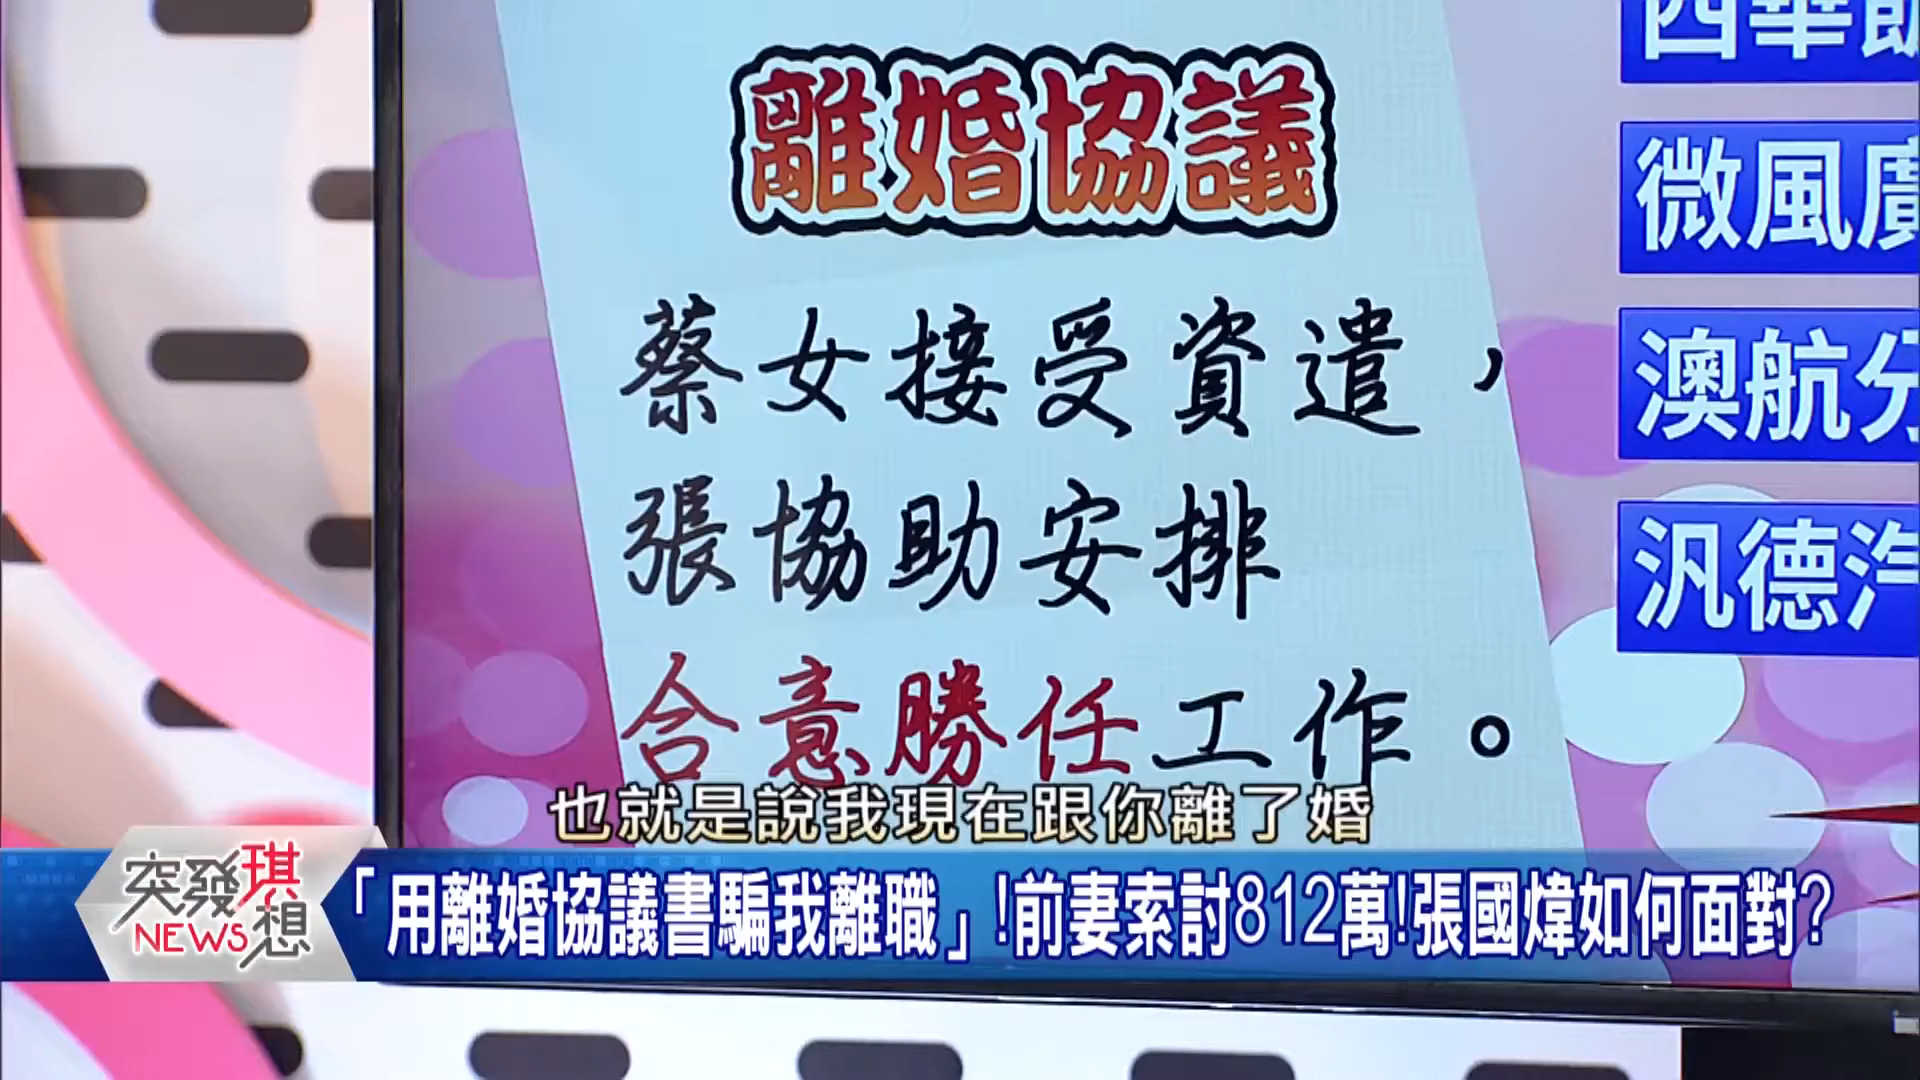 離婚協議
蔡女接受資遣，
張協助安排
合意勝任工作。
西華
微風廣
澳航分
汎德汽
也就是說我現在跟你離了婚
突發琪想
NEWS
「用離婚協議書騙我離職」!前妻索討812萬!張國煒如何面對?